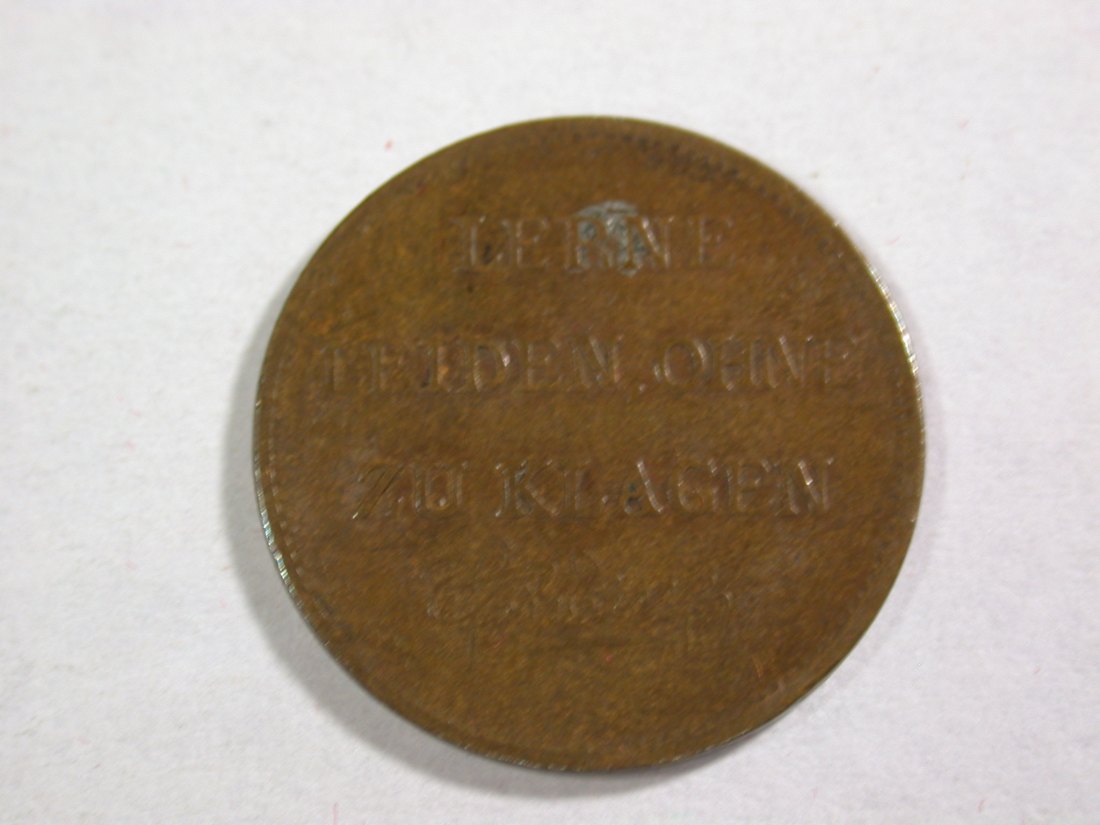 LERNE
LEIDEN, OHNE
ZU KLAGEN